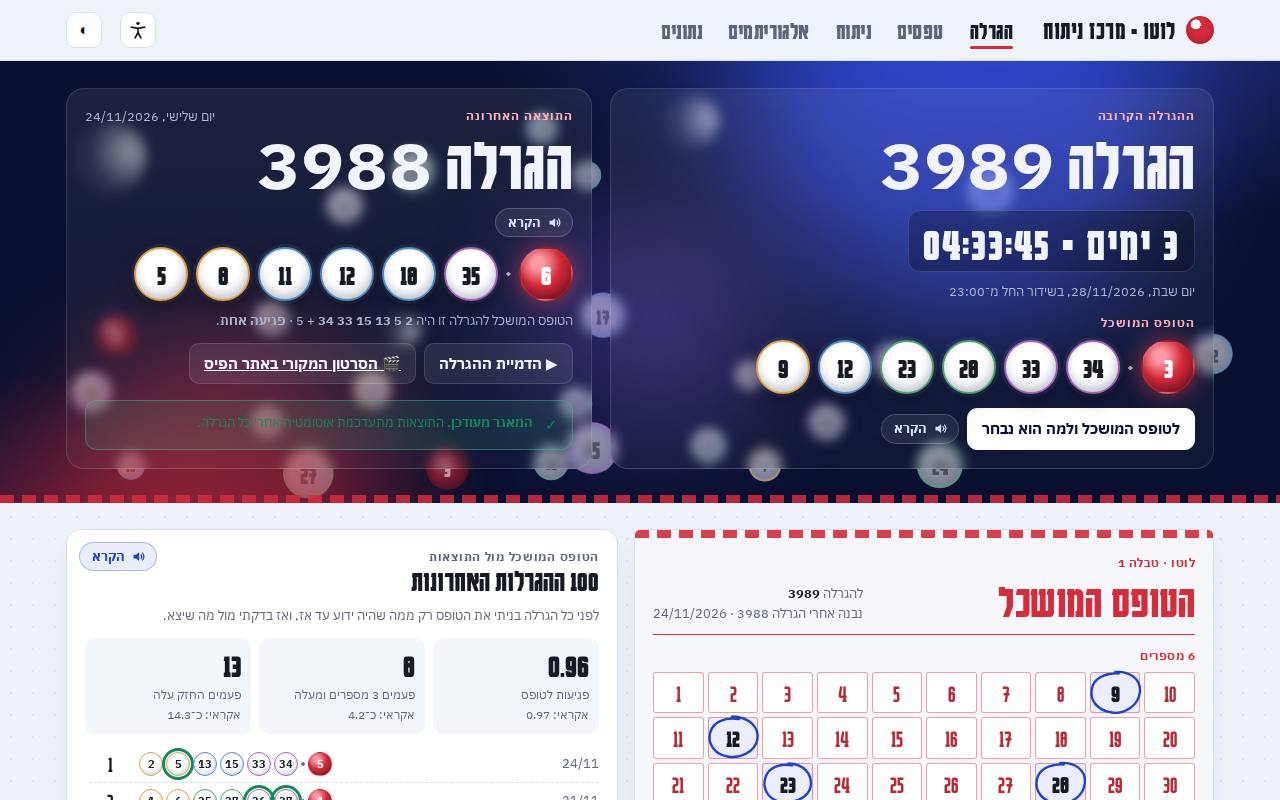 לוטו · מרכז ניתוח
הגרלה
טפסים
ניתוח
אלגוריתמים
נתונים
ההגרלה הקרובה
הגרלה 3989
3 ימים · 04:33:45
יום שבת, 28/11/2026, בשידור החל מ־23:00
הטופס המושכל
9 12 23 28 33 34 · 3
לטופס המושכל ולמה הוא נבחר
הקרא
התוצאה האחרונה
יום שלישי, 24/11/2026
הגרלה 3988
הקרא
5 8 11 12 18 35 · 6
הטופס המושכל להגרלה זו היה 2 5 13 15 33 34 + 5 · פגיעה אחת.
▶ הדמיית ההגרלה
🎬 הסרטון המקורי באתר הפיס
✓ המאגר מעודכן. התוצאות מתעדכנות אוטומטית אחרי כל הגרלה.
לוטו · טבלה 1
הטופס המושכל
להגרלה 3989
נבנה אחרי הגרלה 3988 · 24/11/2026
6 מספרים
1 2 3 4 5 6 7 8 9 10
11 12 13 14 15 16 17 18 19 20
21 22 23 24 25 26 27 28 29 30
הטופס המושכל מול התוצאות
100 ההגרלות האחרונות
הקרא
לפני כל הגרלה בניתי את הטופס רק ממה שהיה ידוע עד אז, ואז בדקתי מול מה שיצא.
0.96
פגיעות לטופס
אקראי: 0.97
0
פעמים 3 מספרים ומעלה
אקראי: כ־4.2
13
פעמים החזק עלה
אקראי: כ־14.3
24/11
1 2 5 13 15 33 34 · 5